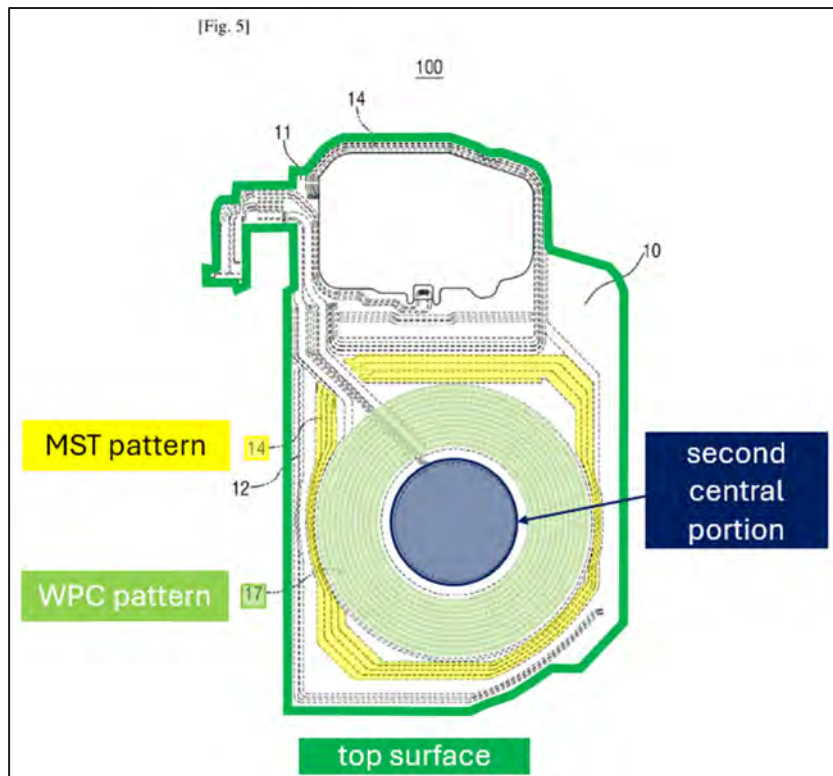 [Fig. 5]
100
14
11
10
MST pattern
14
12
second
central
portion
WPC pattern
17
top surface